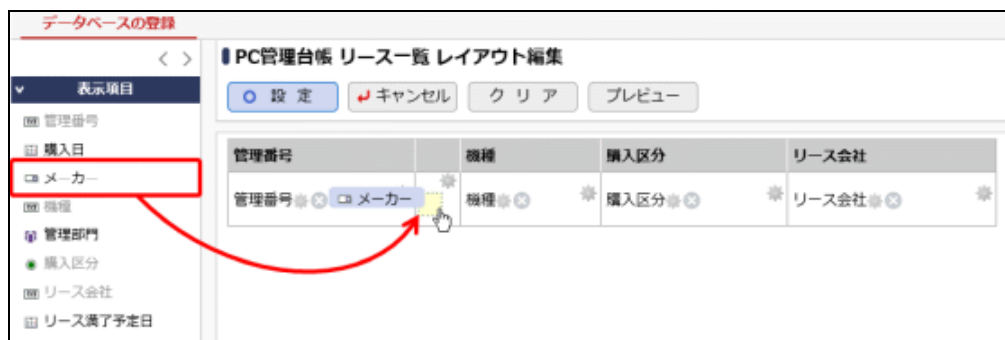 データベースの登録
表示項目
管理番号
購入日
メーカー
機種
管理部門
購入区分
リース会社
リース満了予定日
PC管理台帳 リース一覧 レイアウト編集
設定 キャンセル クリア プレビュー
管理番号 機種 購入区分 リース会社
管理番号 メーカー 機種 購入区分 リース会社